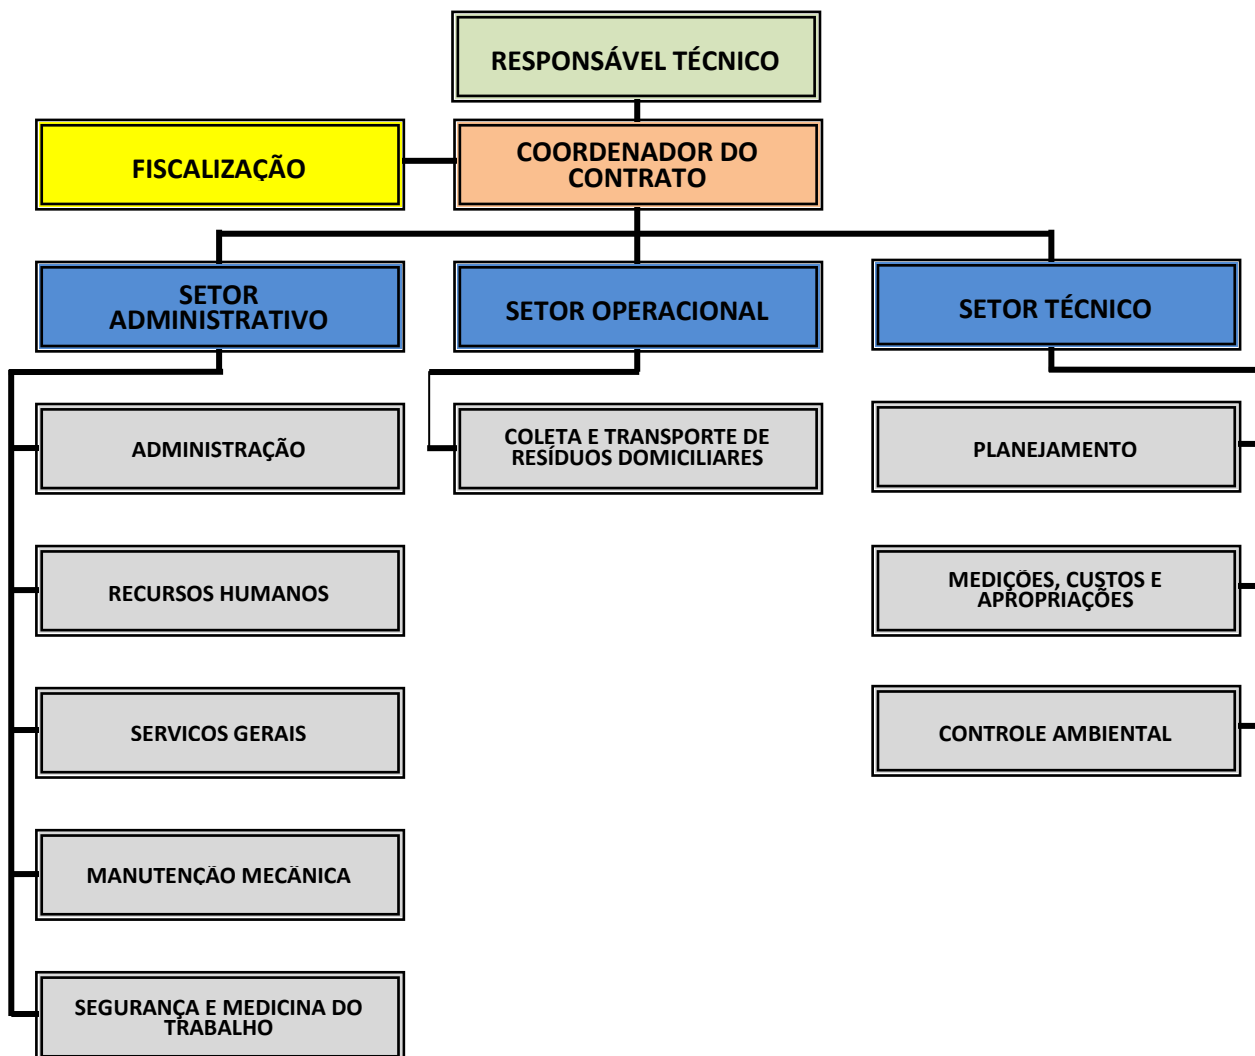 RESPONSÁVEL TÉCNICO
FISCALIZAÇÃO
COORDENADOR DO
CONTRATO
SETOR
ADMINISTRATIVO
SETOR OPERACIONAL
SETOR TÉCNICO
ADMINISTRAÇÃO
COLETA E TRANSPORTE DE
RESÍDUOS DOMICILIARES
PLANEJAMENTO
RECURSOS HUMANOS
MEDIÇÕES, CUSTOS E
APROPRIAÇÕES
SERVICOS GERAIS
CONTROLE AMBIENTAL
MANUTENÇÃO MECÂNICA
SEGURANÇA E MEDICINA DO
TRABALHO